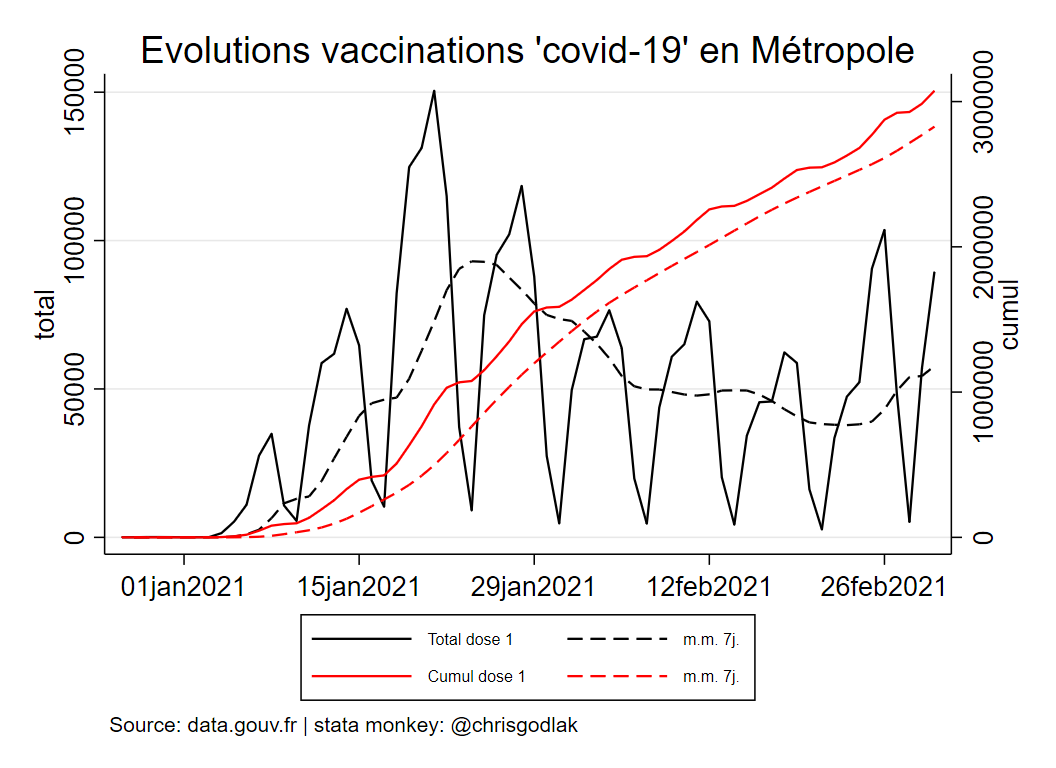 Evolutions vaccinations 'covid-19' en Métropole
total
150000
100000
50000
0
cumul
3000000
2000000
1000000
0
01jan2021 15jan2021 29jan2021 12feb2021 26feb2021
Total dose 1 m.m. 7j.
Cumul dose 1 m.m. 7j.
Source: data.gouv.fr | stata monkey: @chrisgodlak